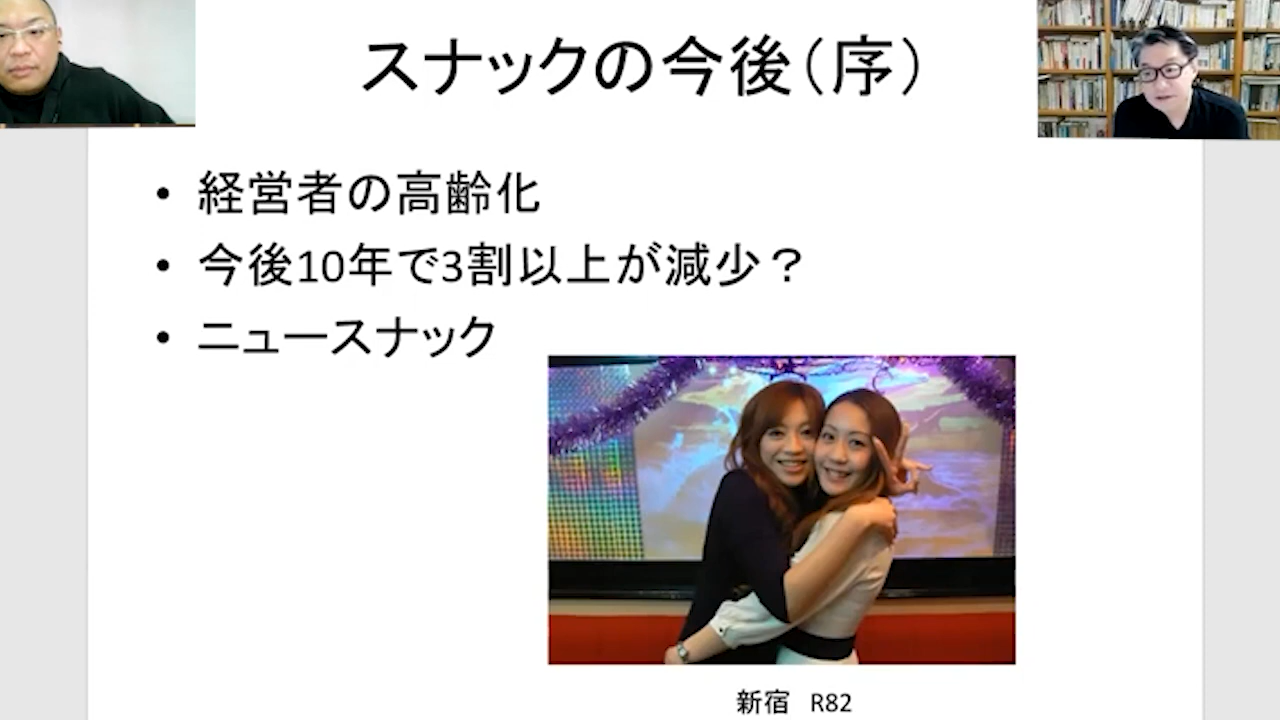 スナックの今後（序）
• 経営者の高齢化
• 今後10年で3割以上が減少？
• ニュースナック
新宿 R82